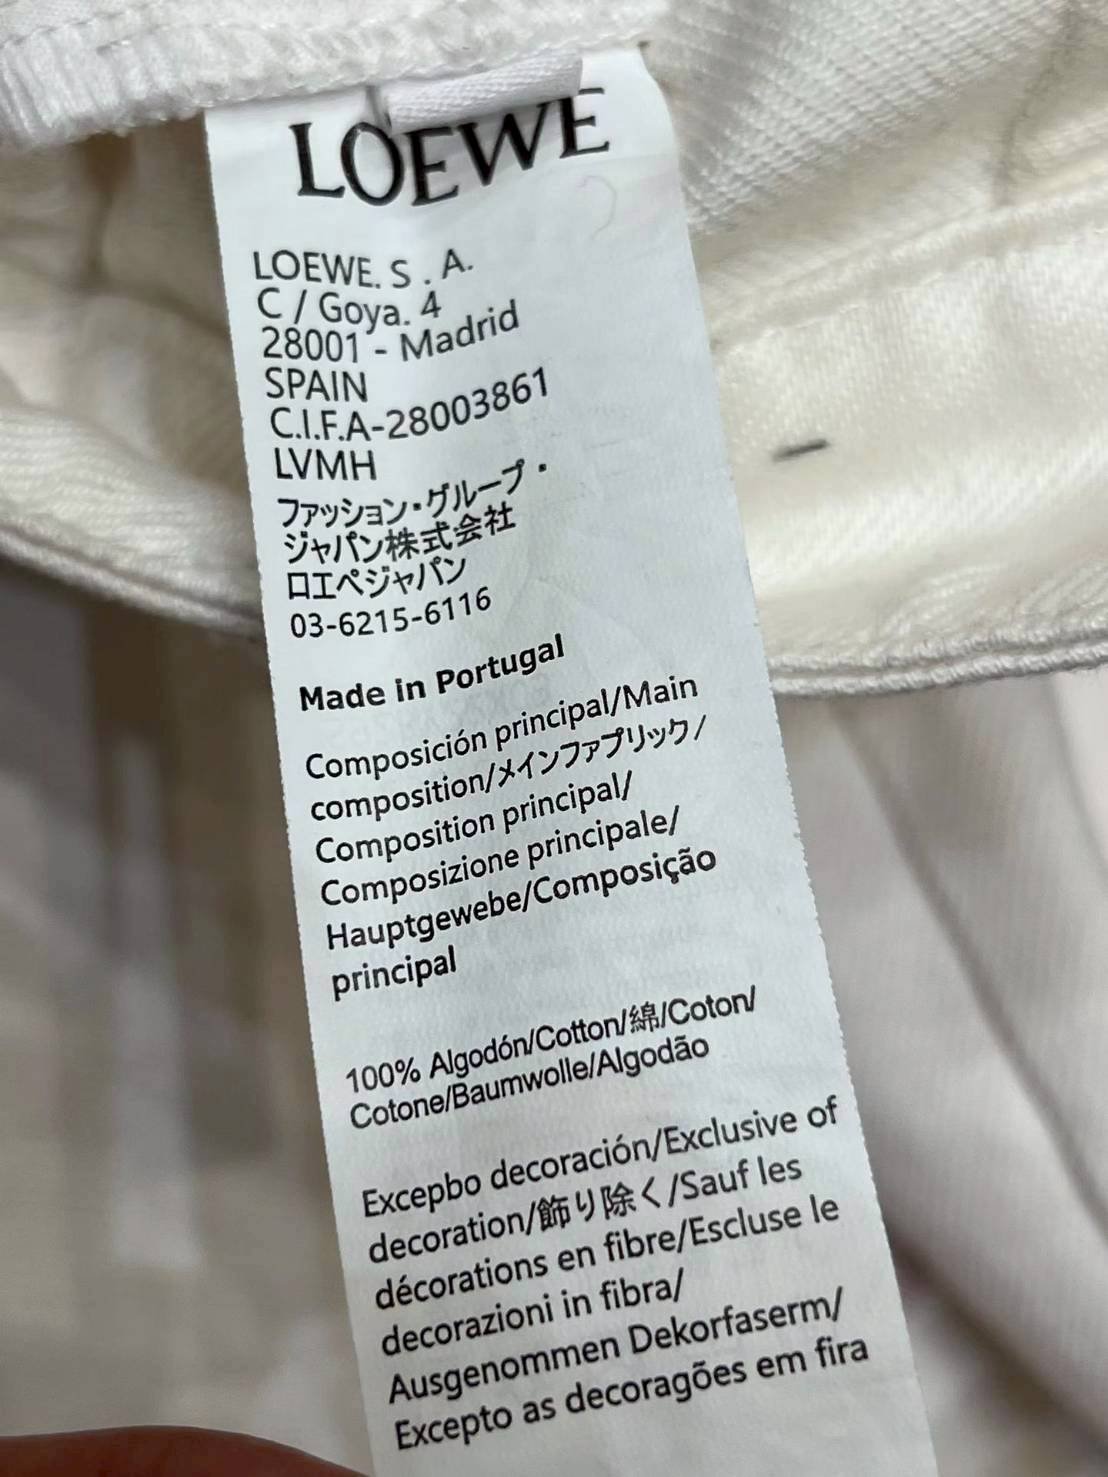 LOEWE
LOEWE. S . A.
C / Goya. 4
28001 - Madrid
SPAIN
C.I.F.A-28003861
LVMH
ファッション・グループ・
ジャパン株式会社
ロエペジャパン
03-6215-6116
Made in Portugal
Composición principal/Main
composition/メインファプリック/
Composition principal/
Composizione principale/
Hauptgewebe/Composição
principal
100% Algodón/Cotton/綿/Coton/
Cotone/Baumwolle/Algodão
Excepbo decoración/Exclusive of
decoration/飾り除く/Sauf les
décorations en fibre/Escluse le
decorazioni in fibra/
Ausgenommen Dekorfaserm/
Excepto as decoragões em fira